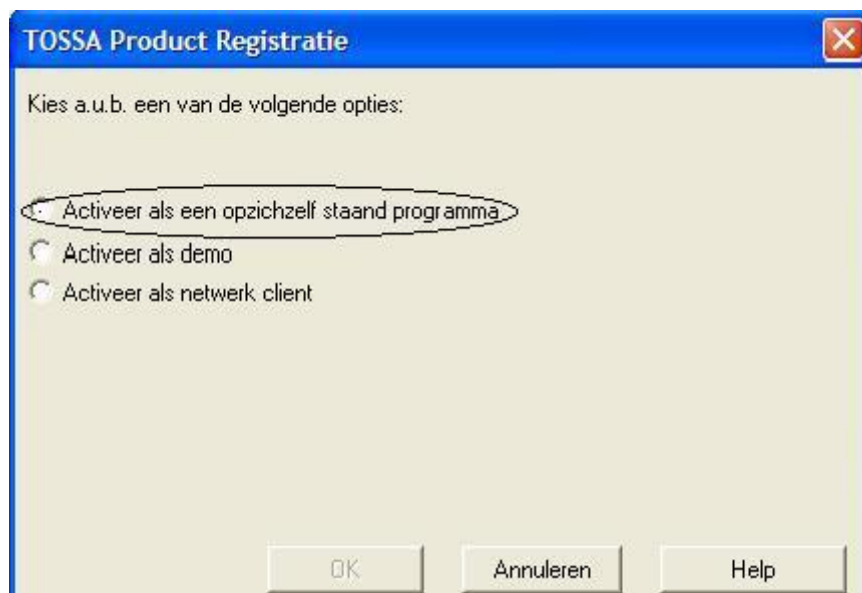 TOSSA Product Registratie
Kies a.u.b. een van de volgende opties:
Activeer als een opzichzelf staand programma
Activeer als demo
Activeer als netwerk client
OK Annuleren Help